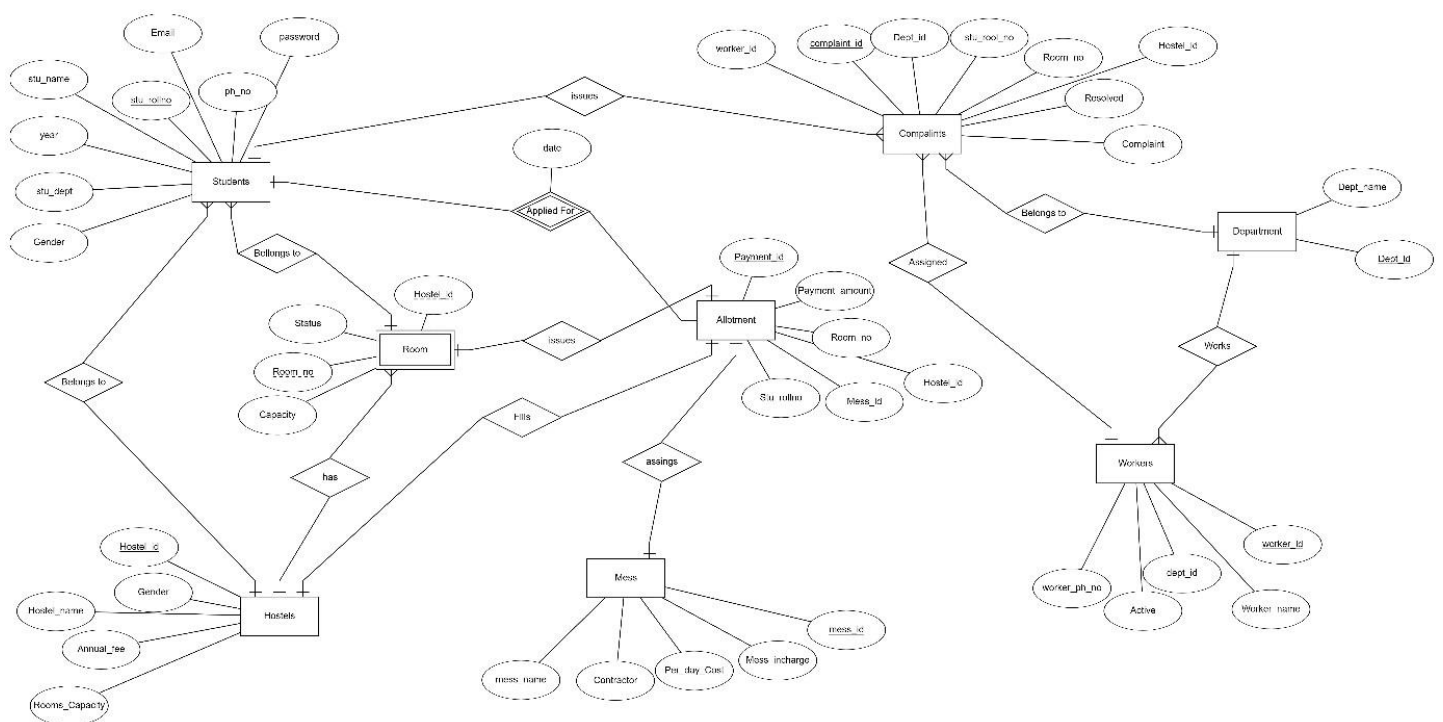 Email
password
stu_name
stu_rollno
ph_no
year
stu_dept
Gender
Students
issues
date
Applied For
worker_id
complaint_id
Dept_id
stu_rool_no
Room_no
Hostel_id
Resolved
Complaint
Compalints
Belongs to
Dept_name
Department
Dept_Id
Assigned
Works
Bellongs to
Hostel_id
Status
Room
Room_no
Capacity
issues
Payment_id
Payment_amount
Allotment
Room_no
Hostel_id
Mess_Id
Stu_rollno
Belongs to
Fills
has
assings
Workers
worker_ph_no
Active
dept_id
Worker_name
worker_id
Hostel_id
Gender
Hostel_name
Annual_fee
Rooms_Capacity
Hostels
Mess
mess_name
Contractor
Per_day_Cost
Mess_incharge
mess_id